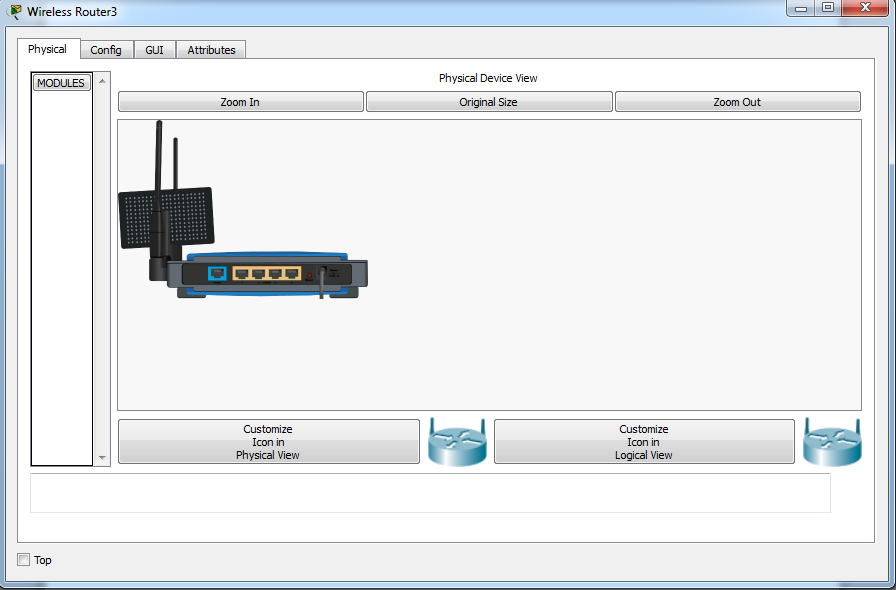 Wireless Router3
Physical
Config
GUI
Attributes
MODULES
Physical Device View
Zoom In
Original Size
Zoom Out
Customize
Icon in
Physical View
Customize
Icon in
Logical View
Top